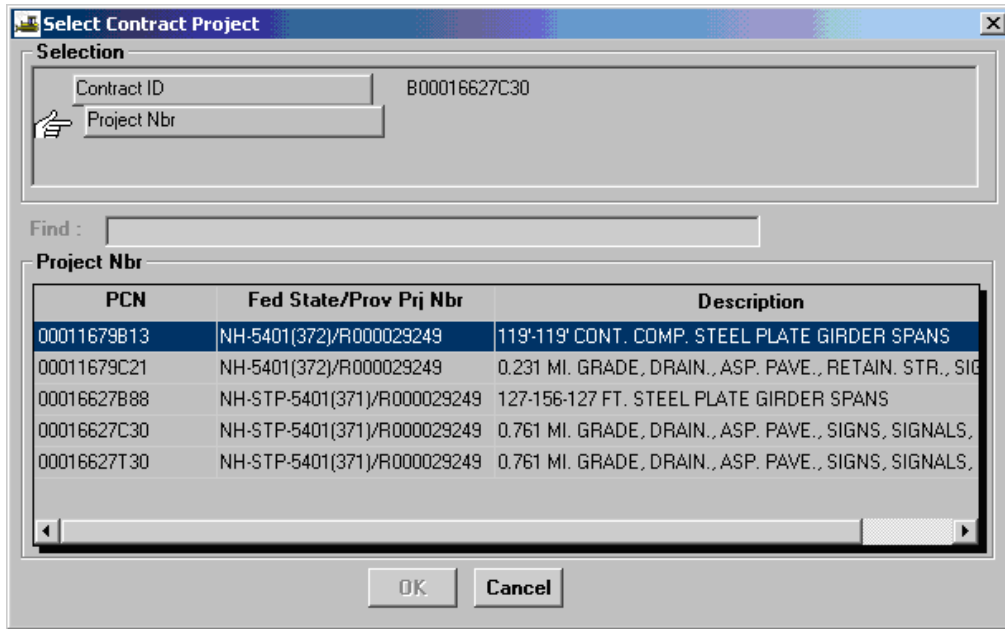 Select Contract Project
Selection
Contract ID B00016627C30
Project Nbr
Find :
Project Nbr
PCN Fed State/Prov Prj Nbr Description
00011679B13 NH-5401(372)/R000029249 119'-119' CONT. COMP. STEEL PLATE GIRDER SPANS
00011679C21 NH-5401(372)/R000029249 0.231 MI. GRADE, DRAIN., ASP. PAVE., RETAIN. STR., SIG
00016627B88 NH-STP-5401(371)/R000029249 127-156-127 FT. STEEL PLATE GIRDER SPANS
00016627C30 NH-STP-5401(371)/R000029249 0.761 MI. GRADE, DRAIN., ASP. PAVE., SIGNS, SIGNALS,
00016627T30 NH-STP-5401(371)/R000029249 0.761 MI. GRADE, DRAIN., ASP. PAVE., SIGNS, SIGNALS,
OK Cancel